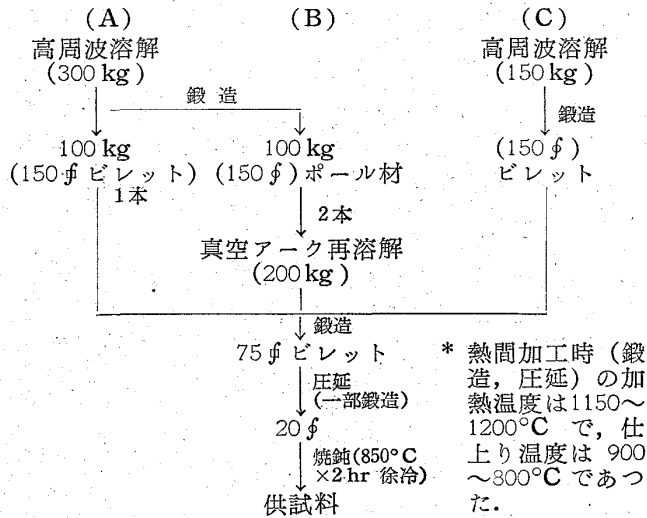 (A) (B) (C)
高周波溶解 高周波溶解
(300 kg) (150 kg)
鍛造 鍛造
100 kg 100 kg (150∮)
(150∮ ビレット) (150∮) ポール材 ビレット
1本
2本
真空アーク再溶解
(200 kg)
鍛造
75∮ ビレット
圧延
(一部鍛造)
20∮
焼鈍(850°C
×2 hr 徐冷)
供試料
* 熱間加工時 (鍛
造, 圧延) の加
熱温度は1150～
1200°C で, 仕
上り温度は 900
～800°C であつ
た.